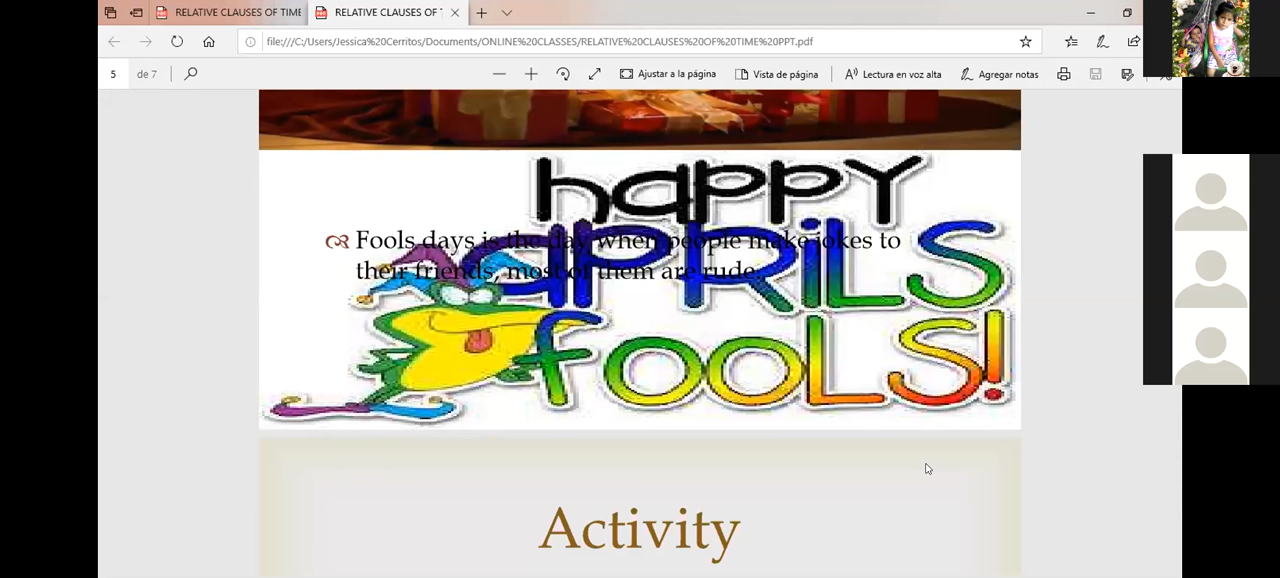 RELATIVE CLAUSES OF TIME
RELATIVE CLAUSES OF T
file:///C:/Users/Jessica%20Cerritos/Documents/ONLINE%20CLASSES/RELATIVE%20CLAUSES%20OF%20TIME%20PPT.pdf
5 de 7 Ajustar a la página Vista de página Lectura en voz alta Agregar notas
happy
APRILS
fOOLS!
Fools days is the day when people make jokes to
their friends, most of them are rude.
Activity